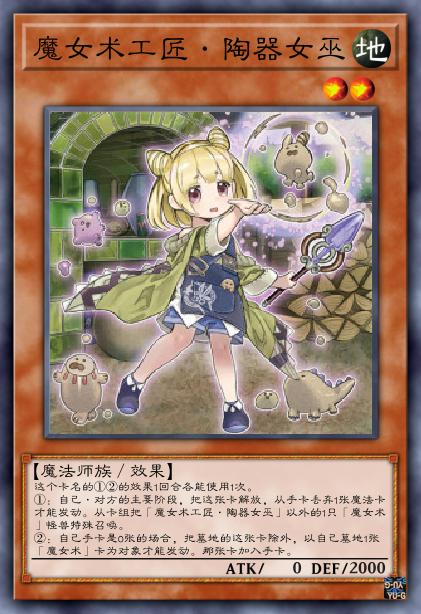 魔女术工匠·陶器女巫
地
【魔法师族／效果】
这个卡名的①②的效果1回合各能使用1次。
①：自己·对方的主要阶段，把这张卡解放，从手卡丢弃1张魔法卡
才能发动。从卡组把「魔女术工匠·陶器女巫」以外的1只「魔女术
」怪兽特殊召唤。
②：自己手卡是0张的场合，把墓地的这张卡除外，以自己墓地1张
「魔女术」卡为对象才能发动。那张卡加入手卡。
ATK/ 0 DEF/2000